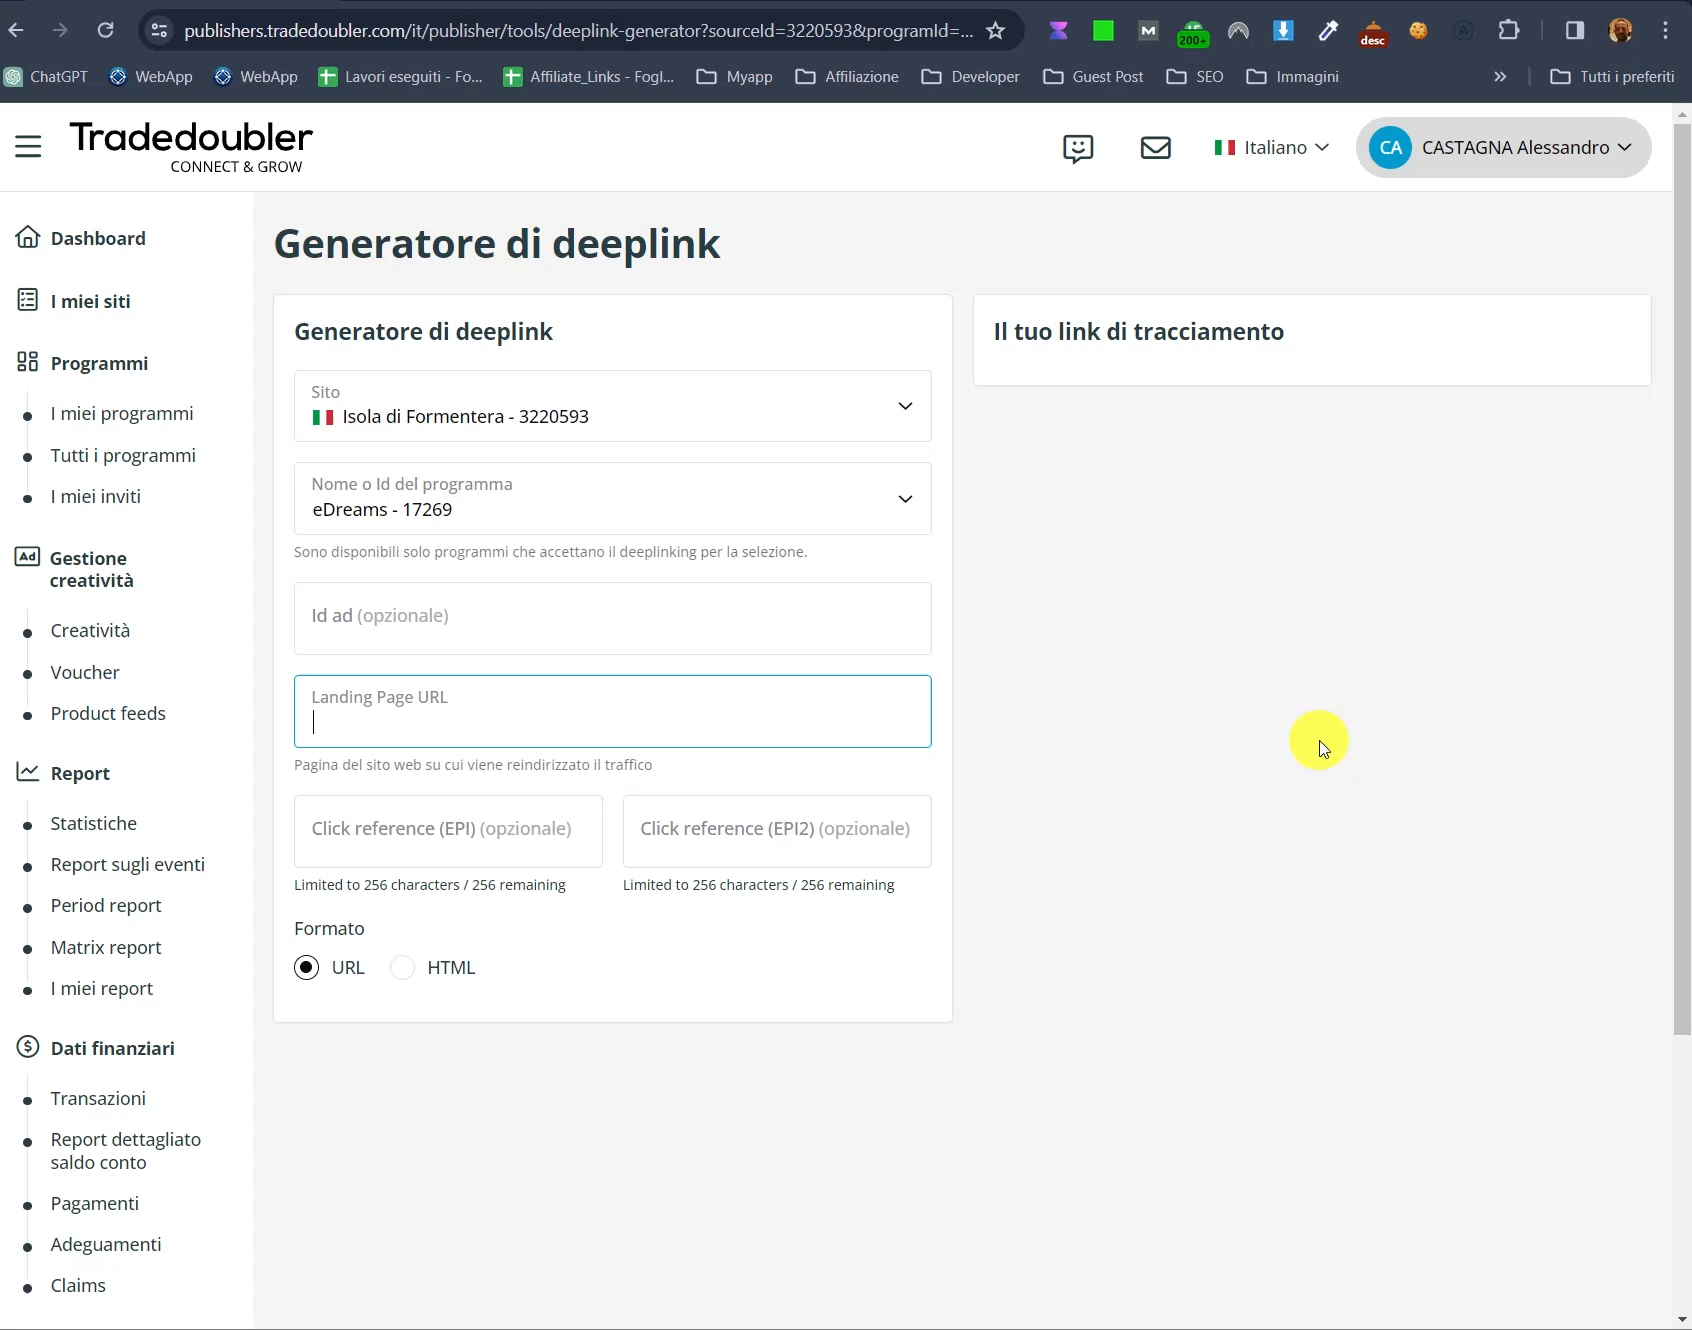 publishers.tradedoubler.com/it/publisher/tools/deeplink-generator?sourceId=3220593&programId=...
M
200+
desc
A
ChatGPT
WebApp
WebApp
Lavori eseguiti - Fo...
Affiliate_Links - Fogl...
Myapp
Affiliazione
Developer
Guest Post
SEO
Immagini
»
Tutti i preferiti
Tradedoubler
CONNECT & GROW
Italiano
CA
CASTAGNA Alessandro
Dashboard
I miei siti
Programmi
I miei programmi
Tutti i programmi
I miei inviti
Ad
Gestione
creatività
Creatività
Voucher
Product feeds
Report
Statistiche
Report sugli eventi
Period report
Matrix report
I miei report
$
Dati finanziari
Transazioni
Report dettagliato
saldo conto
Pagamenti
Adeguamenti
Claims
Generatore di deeplink
Generatore di deeplink
Sito
Isola di Formentera - 3220593
Nome o Id del programma
eDreams - 17269
Sono disponibili solo programmi che accettano il deeplinking per la selezione.
Id ad (opzionale)
Landing Page URL
Pagina del sito web su cui viene reindirizzato il traffico
Click reference (EPI) (opzionale)
Click reference (EPI2) (opzionale)
Limited to 256 characters / 256 remaining
Limited to 256 characters / 256 remaining
Formato
URL
HTML
Il tuo link di tracciamento